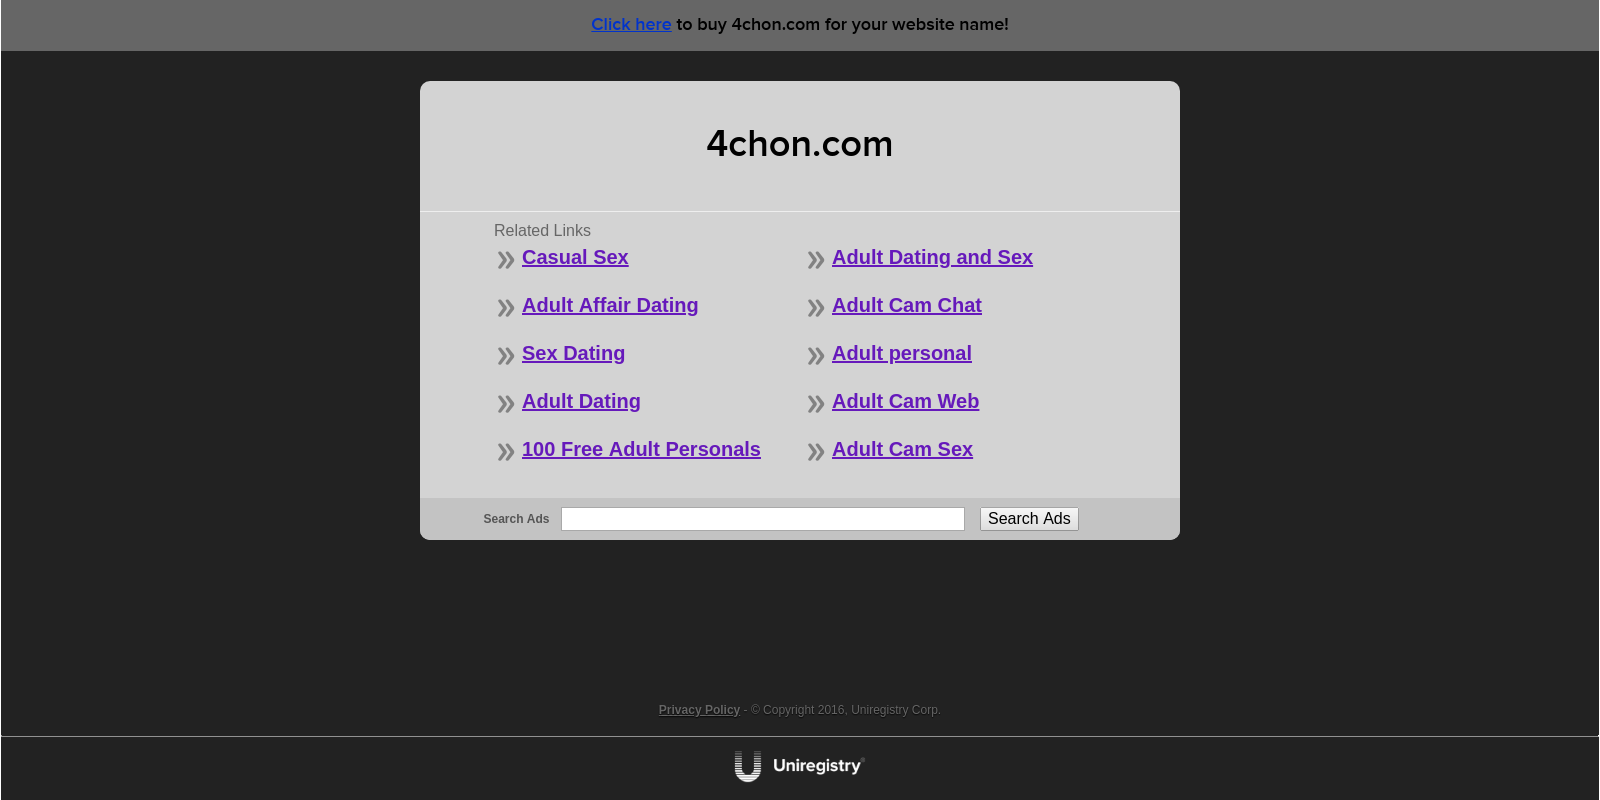 Click here to buy 4chon.com for your website name!
4chon.com
Related Links
Casual Sex
Adult Affair Dating
Sex Dating
Adult Dating
100 Free Adult Personals
Adult Dating and Sex
Adult Cam Chat
Adult personal
Adult Cam Web
Adult Cam Sex
Search Ads Search Ads
Privacy Policy - © Copyright 2016, Uniregistry Corp.
Uniregistry